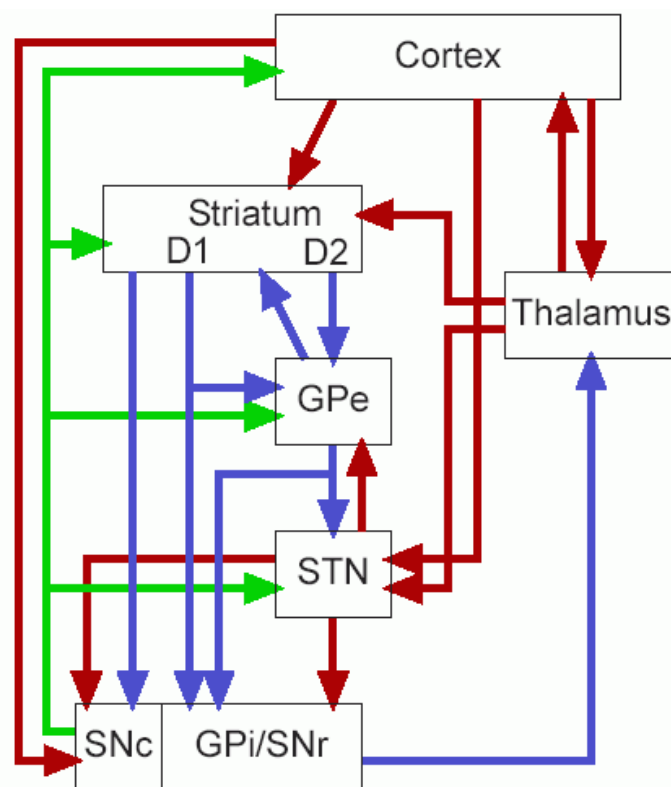 Cortex
Striatum
D1 D2
Thalamus
GPe
STN
SNc GPi/SNr